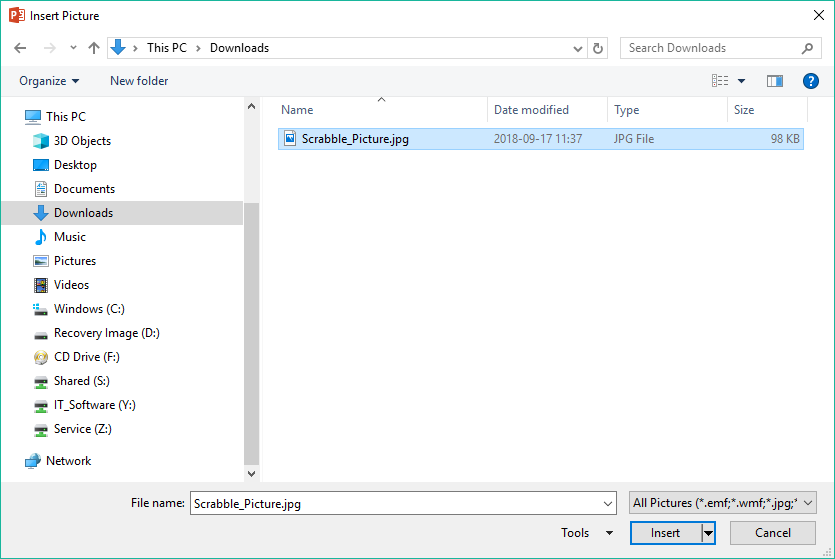 Insert Picture
This PC > Downloads
Search Downloads
Organize
New folder
Name Date modified Type Size
Scrabble_Picture.jpg 2018-09-17 11:37 JPG File 98 KB
This PC
3D Objects
Desktop
Documents
Downloads
Music
Pictures
Videos
Windows (C:)
Recovery Image (D:)
CD Drive (F:)
Shared (S:)
IT_Software (Y:)
Service (Z:)
Network
File name: Scrabble_Picture.jpg All Pictures (*.emf;*.wmf;*.jpg;*
Tools Insert Cancel